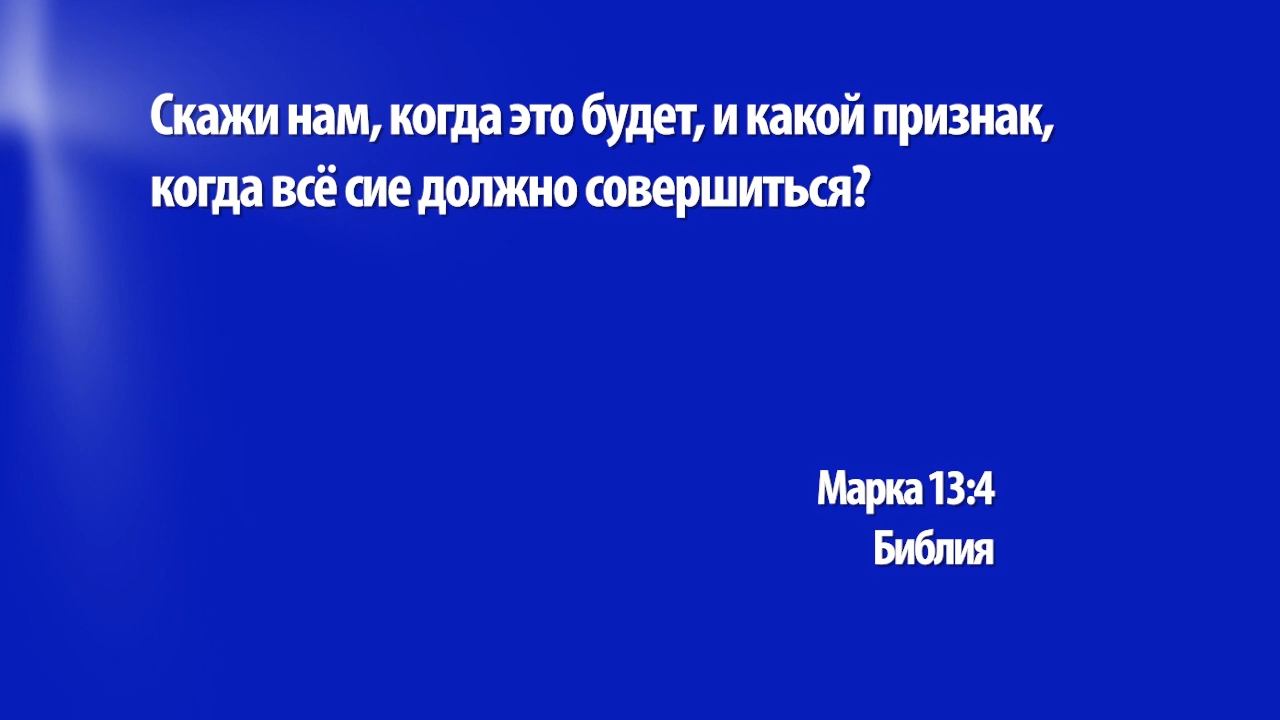 Скажи нам, когда это будет, и какой признак,
когда всё сие должно совершиться?
Марка 13:4
Библия